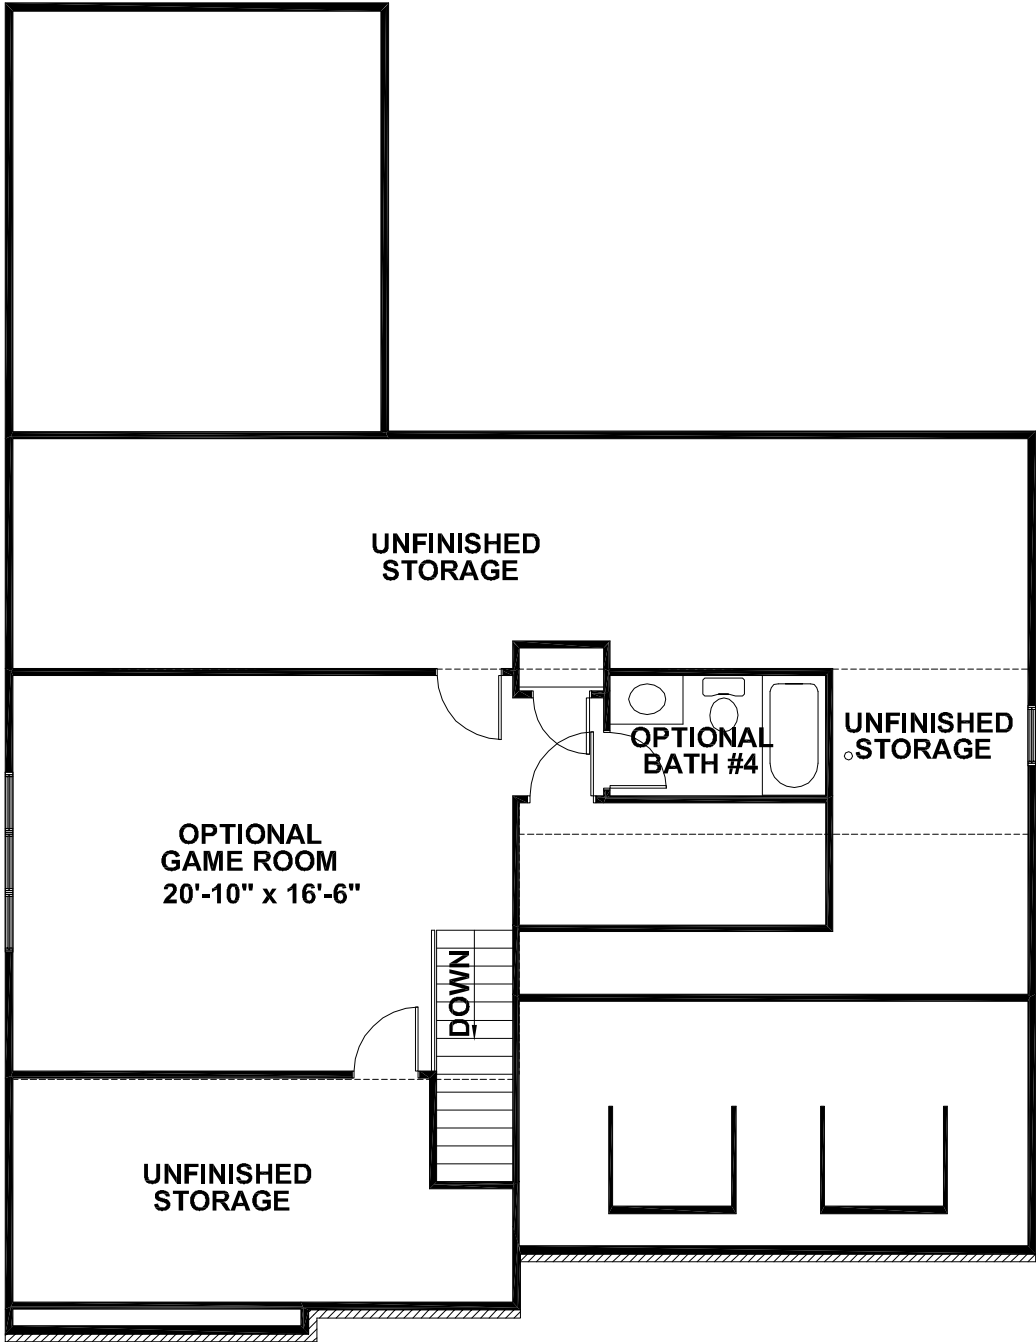 UNFINISHED
STORAGE
UNFINISHED
STORAGE
OPTIONAL
BATH #4
OPTIONAL
GAME ROOM
20'-10" x 16'-6"
DOWN
UNFINISHED
STORAGE